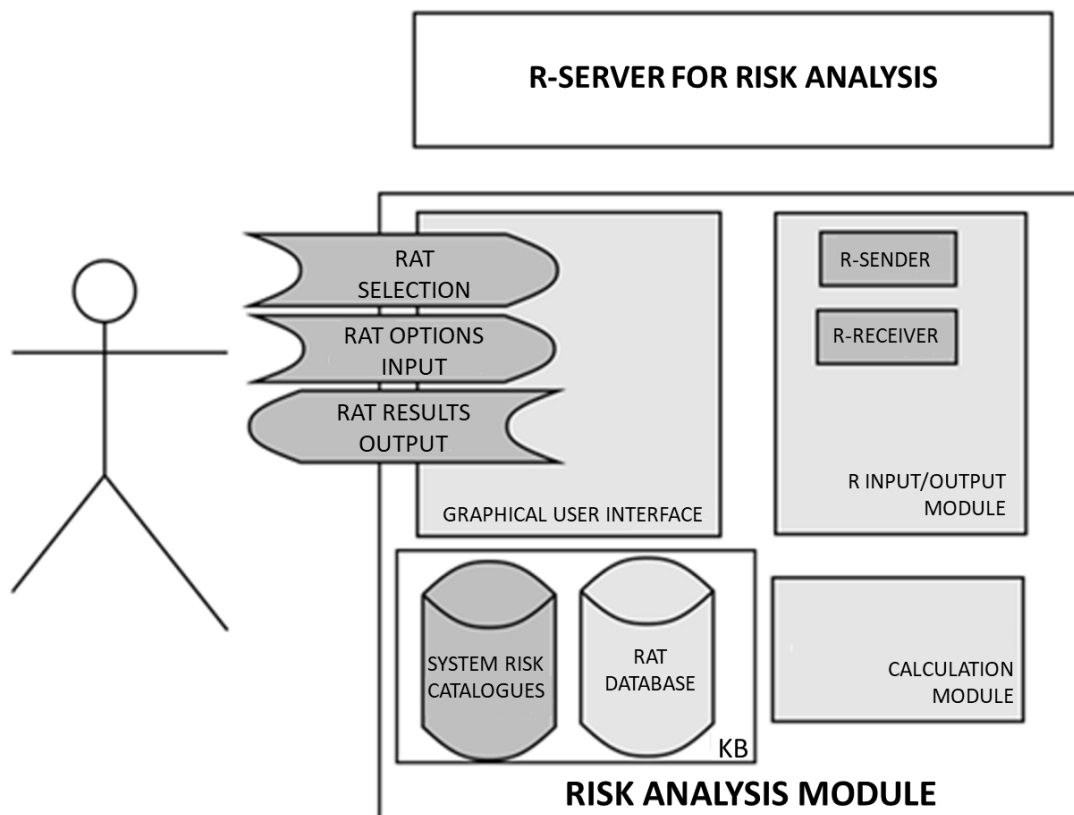 R-SERVER FOR RISK ANALYSIS
RAT
SELECTION
RAT OPTIONS
INPUT
RAT RESULTS
OUTPUT
GRAPHICAL USER INTERFACE
R-SENDER
R-RECEIVER
R INPUT/OUTPUT
MODULE
SYSTEM RISK
CATALOGUES
RAT
DATABASE
KB
CALCULATION
MODULE
RISK ANALYSIS MODULE